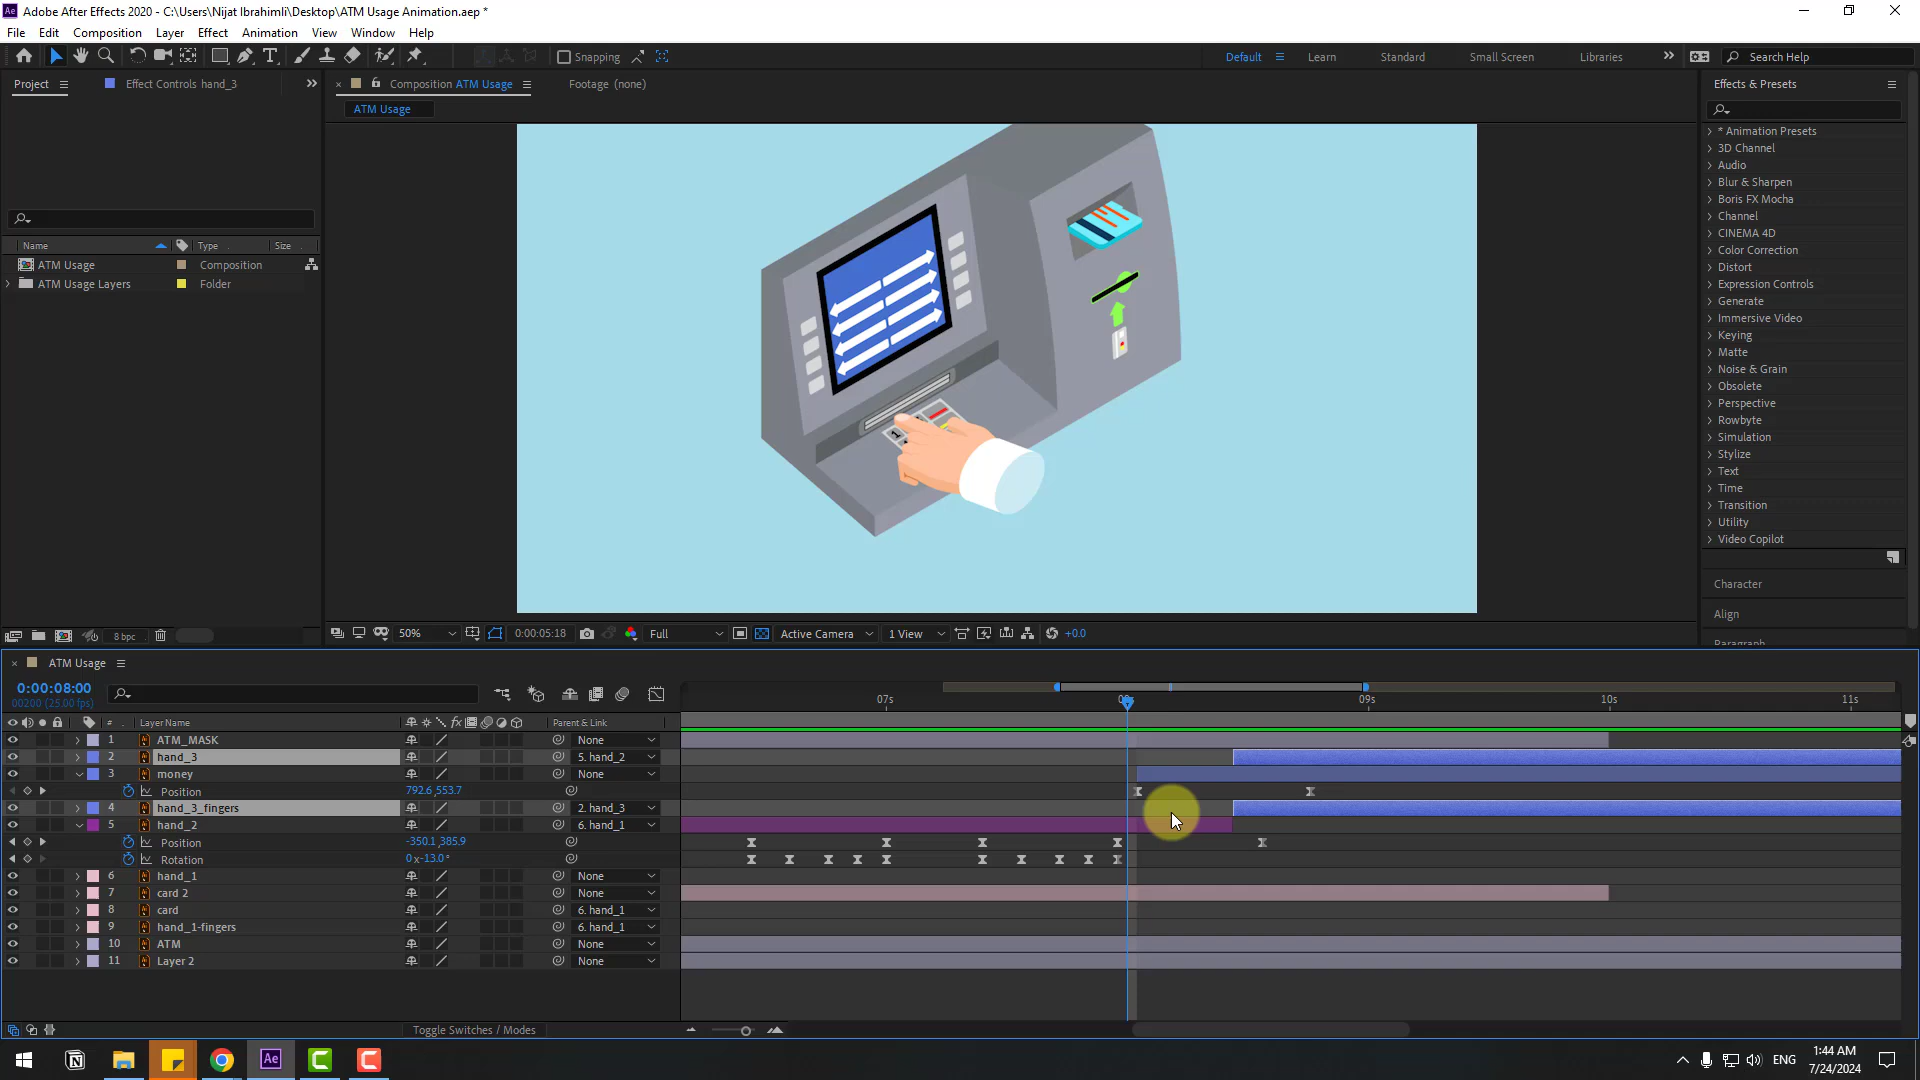 Adobe After Effects 2020 - C:\Users\Nijat Ibrahimli\Desktop\ATM Usage Animation.aep *
File Edit Composition Layer Effect Animation View Window Help
Snapping Default Learn Standard Small Screen Libraries Search Help
Project Effect Controls hand_3 Composition ATM Usage Footage (none) Effects & Presets
ATM Usage
* Animation Presets
3D Channel
Audio
Blur & Sharpen
Boris FX Mocha
Channel
CINEMA 4D
Color Correction
Distort
Expression Controls
Generate
Immersive Video
Keying
Matte
Noise & Grain
Obsolete
Perspective
Rowbyte
Simulation
Stylize
Text
Time
Transition
Utility
Video Copilot
Character
Align
Paragraph
Name Type Size
ATM Usage Composition
ATM Usage Layers Folder
1
8 bpc 50% 0:00:05:18 Full Active Camera 1 View +0.0
ATM Usage
0:00:08:00
00200 (25.00 fps)
07s 09s 10s 11s
# Layer Name Parent & Link
1 ATM_MASK None
2 hand_3 5. hand_2
3 money None
Position 792.6,553.7
4 hand_3_fingers 2. hand_3
5 hand_2 6. hand_1
Position -350.1,385.9
Rotation 0x-13.0°
6 hand_1 None
7 card 2 None
8 card 6. hand_1
9 hand_1-fingers 6. hand_1
10 ATM None
11 Layer 2 None
Toggle Switches / Modes
ENG 1:44 AM
7/24/2024